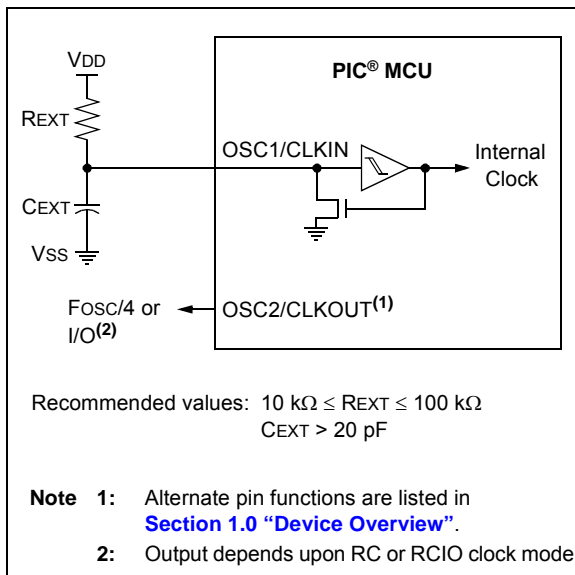 VDD
PIC® MCU
REXT
OSC1/CLKIN
Internal
Clock
CEXT
VSS
FOSC/4 or
I/O(2)
OSC2/CLKOUT(1)
Recommended values: 10 kΩ ≤ REXT ≤ 100 kΩ
CEXT > 20 pF
Note 1: Alternate pin functions are listed in
Section 1.0 “Device Overview”.
2: Output depends upon RC or RCIO clock mode